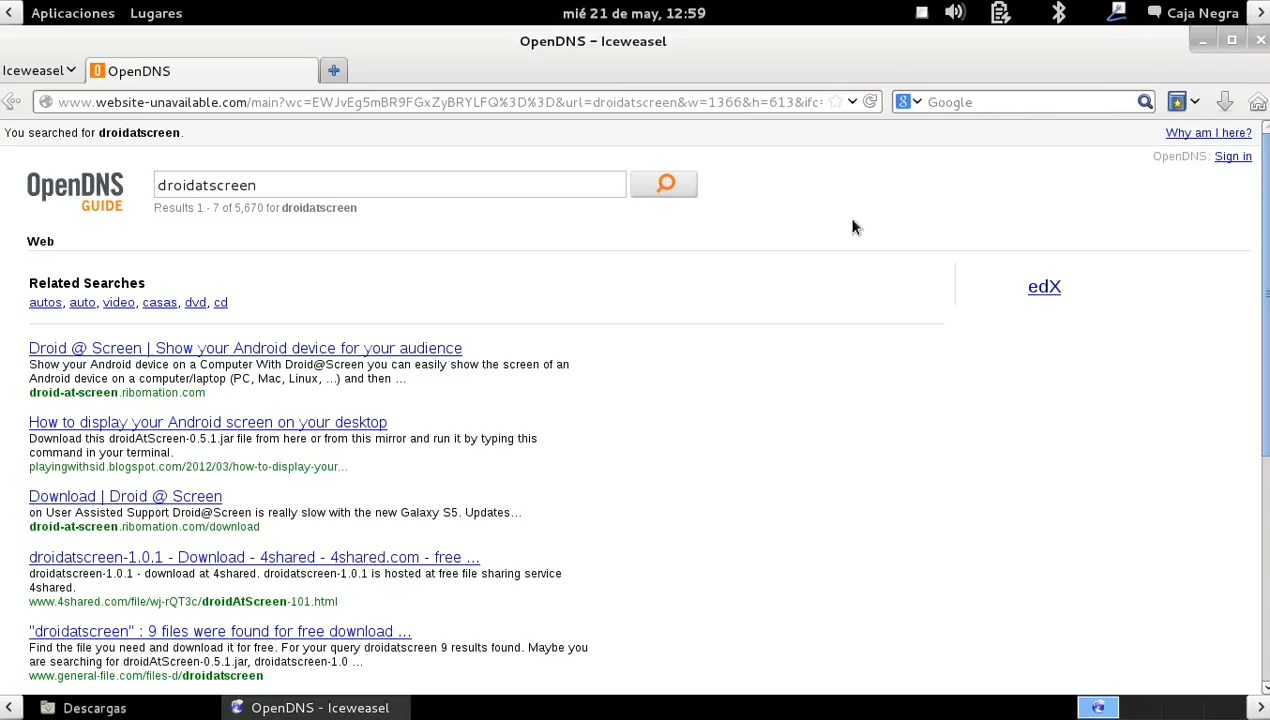 Aplicaciones Lugares mié 21 de may, 12:59 Caja Negra
OpenDNS - Iceweasel
Iceweasel OpenDNS
www.website-unavailable.com/main?wc=EWJvEg5mBR9FGxZyBRYLFQ%3D%3D&url=droidatscreen&w=1366&h=613&ifc= Google
You searched for droidatscreen. Why am I here?
OpenDNS: Sign in
OpenDNS
GUIDE
droidatscreen
Results 1 - 7 of 5,670 for droidatscreen
Web
Related Searches
edX
autos, auto, video, casas, dvd, cd
Droid @ Screen | Show your Android device for your audience
Show your Android device on a Computer With Droid@Screen you can easily show the screen of an
Android device on a computer/laptop (PC, Mac, Linux, ...) and then ...
droid-at-screen.ribomation.com
How to display your Android screen on your desktop
Download this droidAtScreen-0.5.1.jar file from here or from this mirror and run it by typing this
command in your terminal.
playingwithsid.blogspot.com/2012/03/how-to-display-your...
Download | Droid @ Screen
on User Assisted Support Droid@Screen is really slow with the new Galaxy S5. Updates...
droid-at-screen.ribomation.com/download
droidatscreen-1.0.1 - Download - 4shared - 4shared.com - free ...
droidatscreen-1.0.1 - download at 4shared. droidatscreen-1.0.1 is hosted at free file sharing service
4shared.
www.4shared.com/file/wj-rQT3c/droidAtScreen-101.html
"droidatscreen" : 9 files were found for free download ...
Find the file you need and download it for free. For your query droidatscreen 9 results found. Maybe you
are searching for droidAtScreen-0.5.1.jar, droidatscreen-1.0 ...
www.general-file.com/files-d/droidatscreen
Descargas OpenDNS - Iceweasel